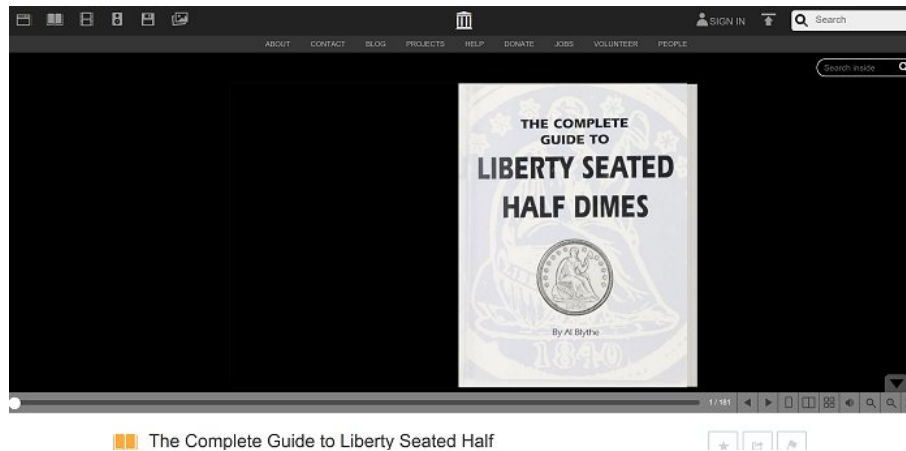 SIGN IN
Search
ABOUT CONTACT BLOG PROJECTS HELP DONATE JOBS VOLUNTEER PEOPLE
Search inside
THE COMPLETE
GUIDE TO
LIBERTY SEATED
HALF DIMES
By Al Blythe
1840
1 / 181
The Complete Guide to Liberty Seated Half